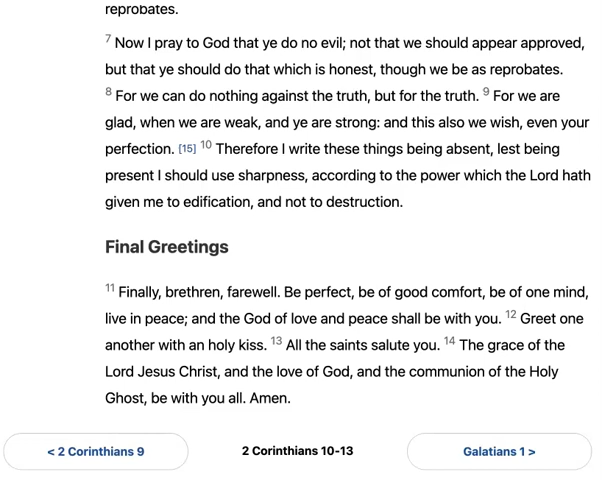 reprobates.
7 Now I pray to God that ye do no evil; not that we should appear approved,
but that ye should do that which is honest, though we be as reprobates.
8 For we can do nothing against the truth, but for the truth. 9 For we are
glad, when we are weak, and ye are strong: and this also we wish, even your
perfection. [15] 10 Therefore I write these things being absent, lest being
present I should use sharpness, according to the power which the Lord hath
given me to edification, and not to destruction.
Final Greetings
11 Finally, brethren, farewell. Be perfect, be of good comfort, be of one mind,
live in peace; and the God of love and peace shall be with you. 12 Greet one
another with an holy kiss. 13 All the saints salute you. 14 The grace of the
Lord Jesus Christ, and the love of God, and the communion of the Holy
Ghost, be with you all. Amen.
< 2 Corinthians 9 2 Corinthians 10-13 Galatians 1 >